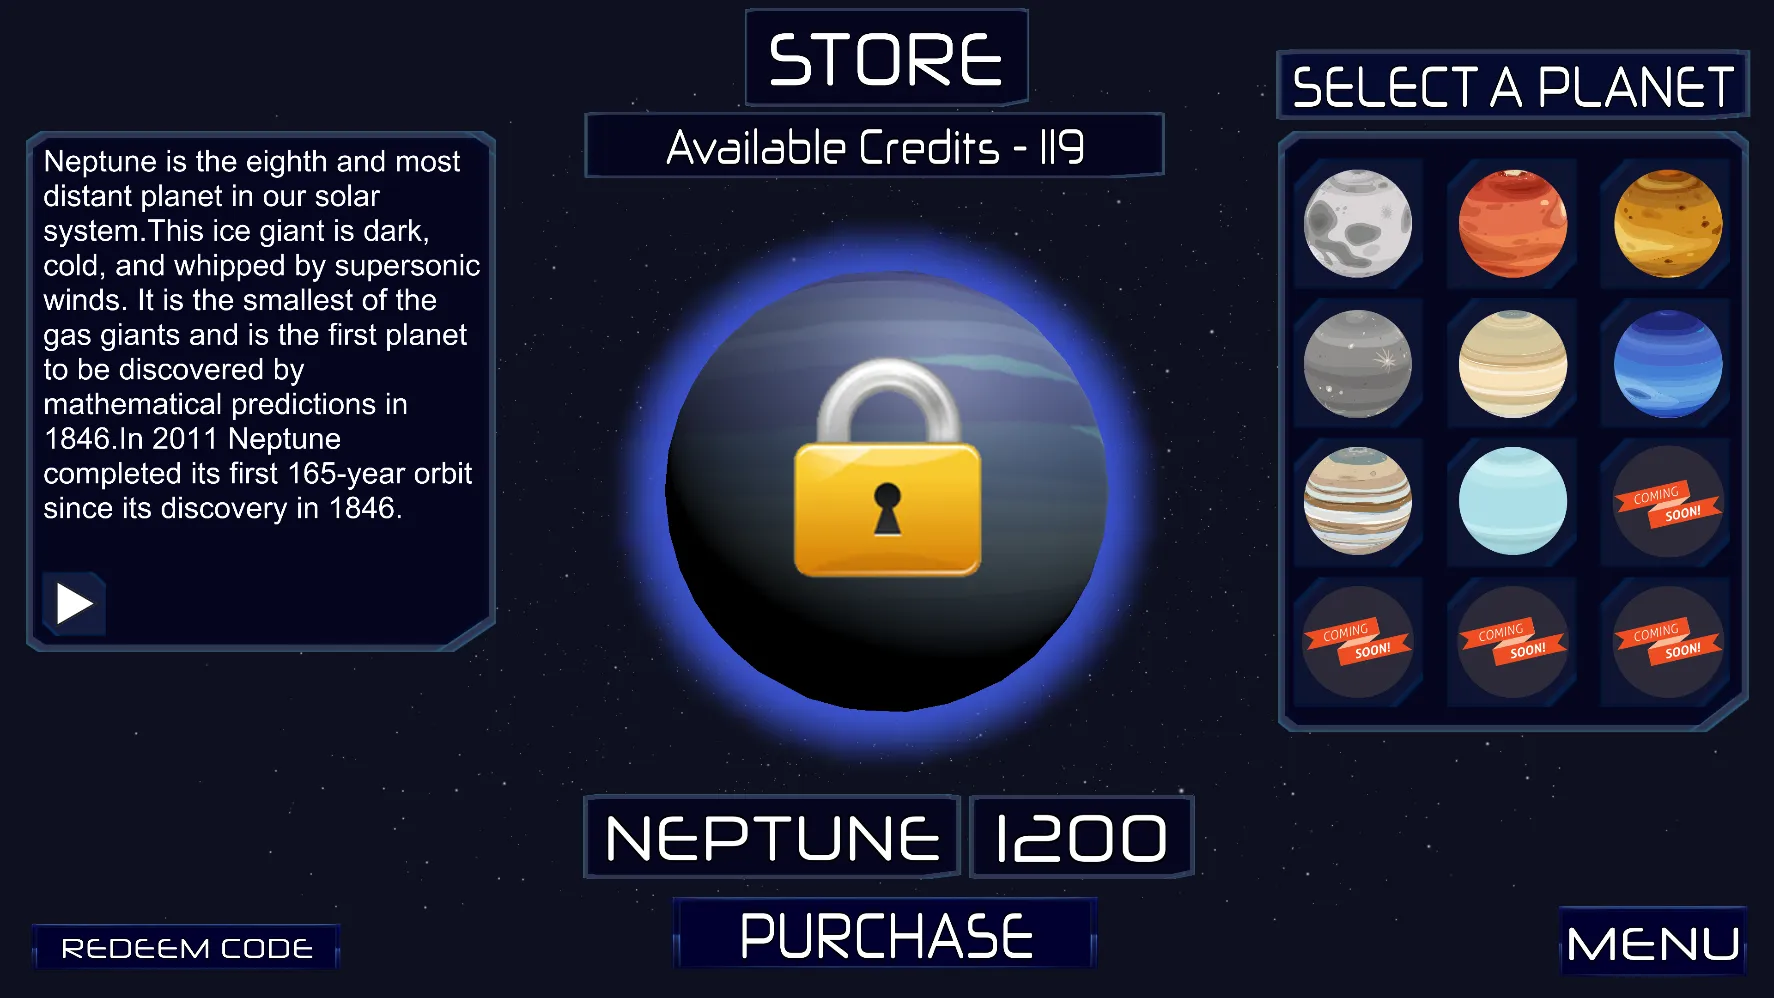 STORE
Available Credits - 119
SELECT A PLANET
Neptune is the eighth and most
distant planet in our solar
system.This ice giant is dark,
cold, and whipped by supersonic
winds. It is the smallest of the
gas giants and is the first planet
to be discovered by
mathematical predictions in
1846.In 2011 Neptune
completed its first 165-year orbit
since its discovery in 1846.
COMING
SOON!
COMING
SOON!
COMING
SOON!
COMING
SOON!
NEPTUNE
1200
PURCHASE
REDEEM CODE
MENU